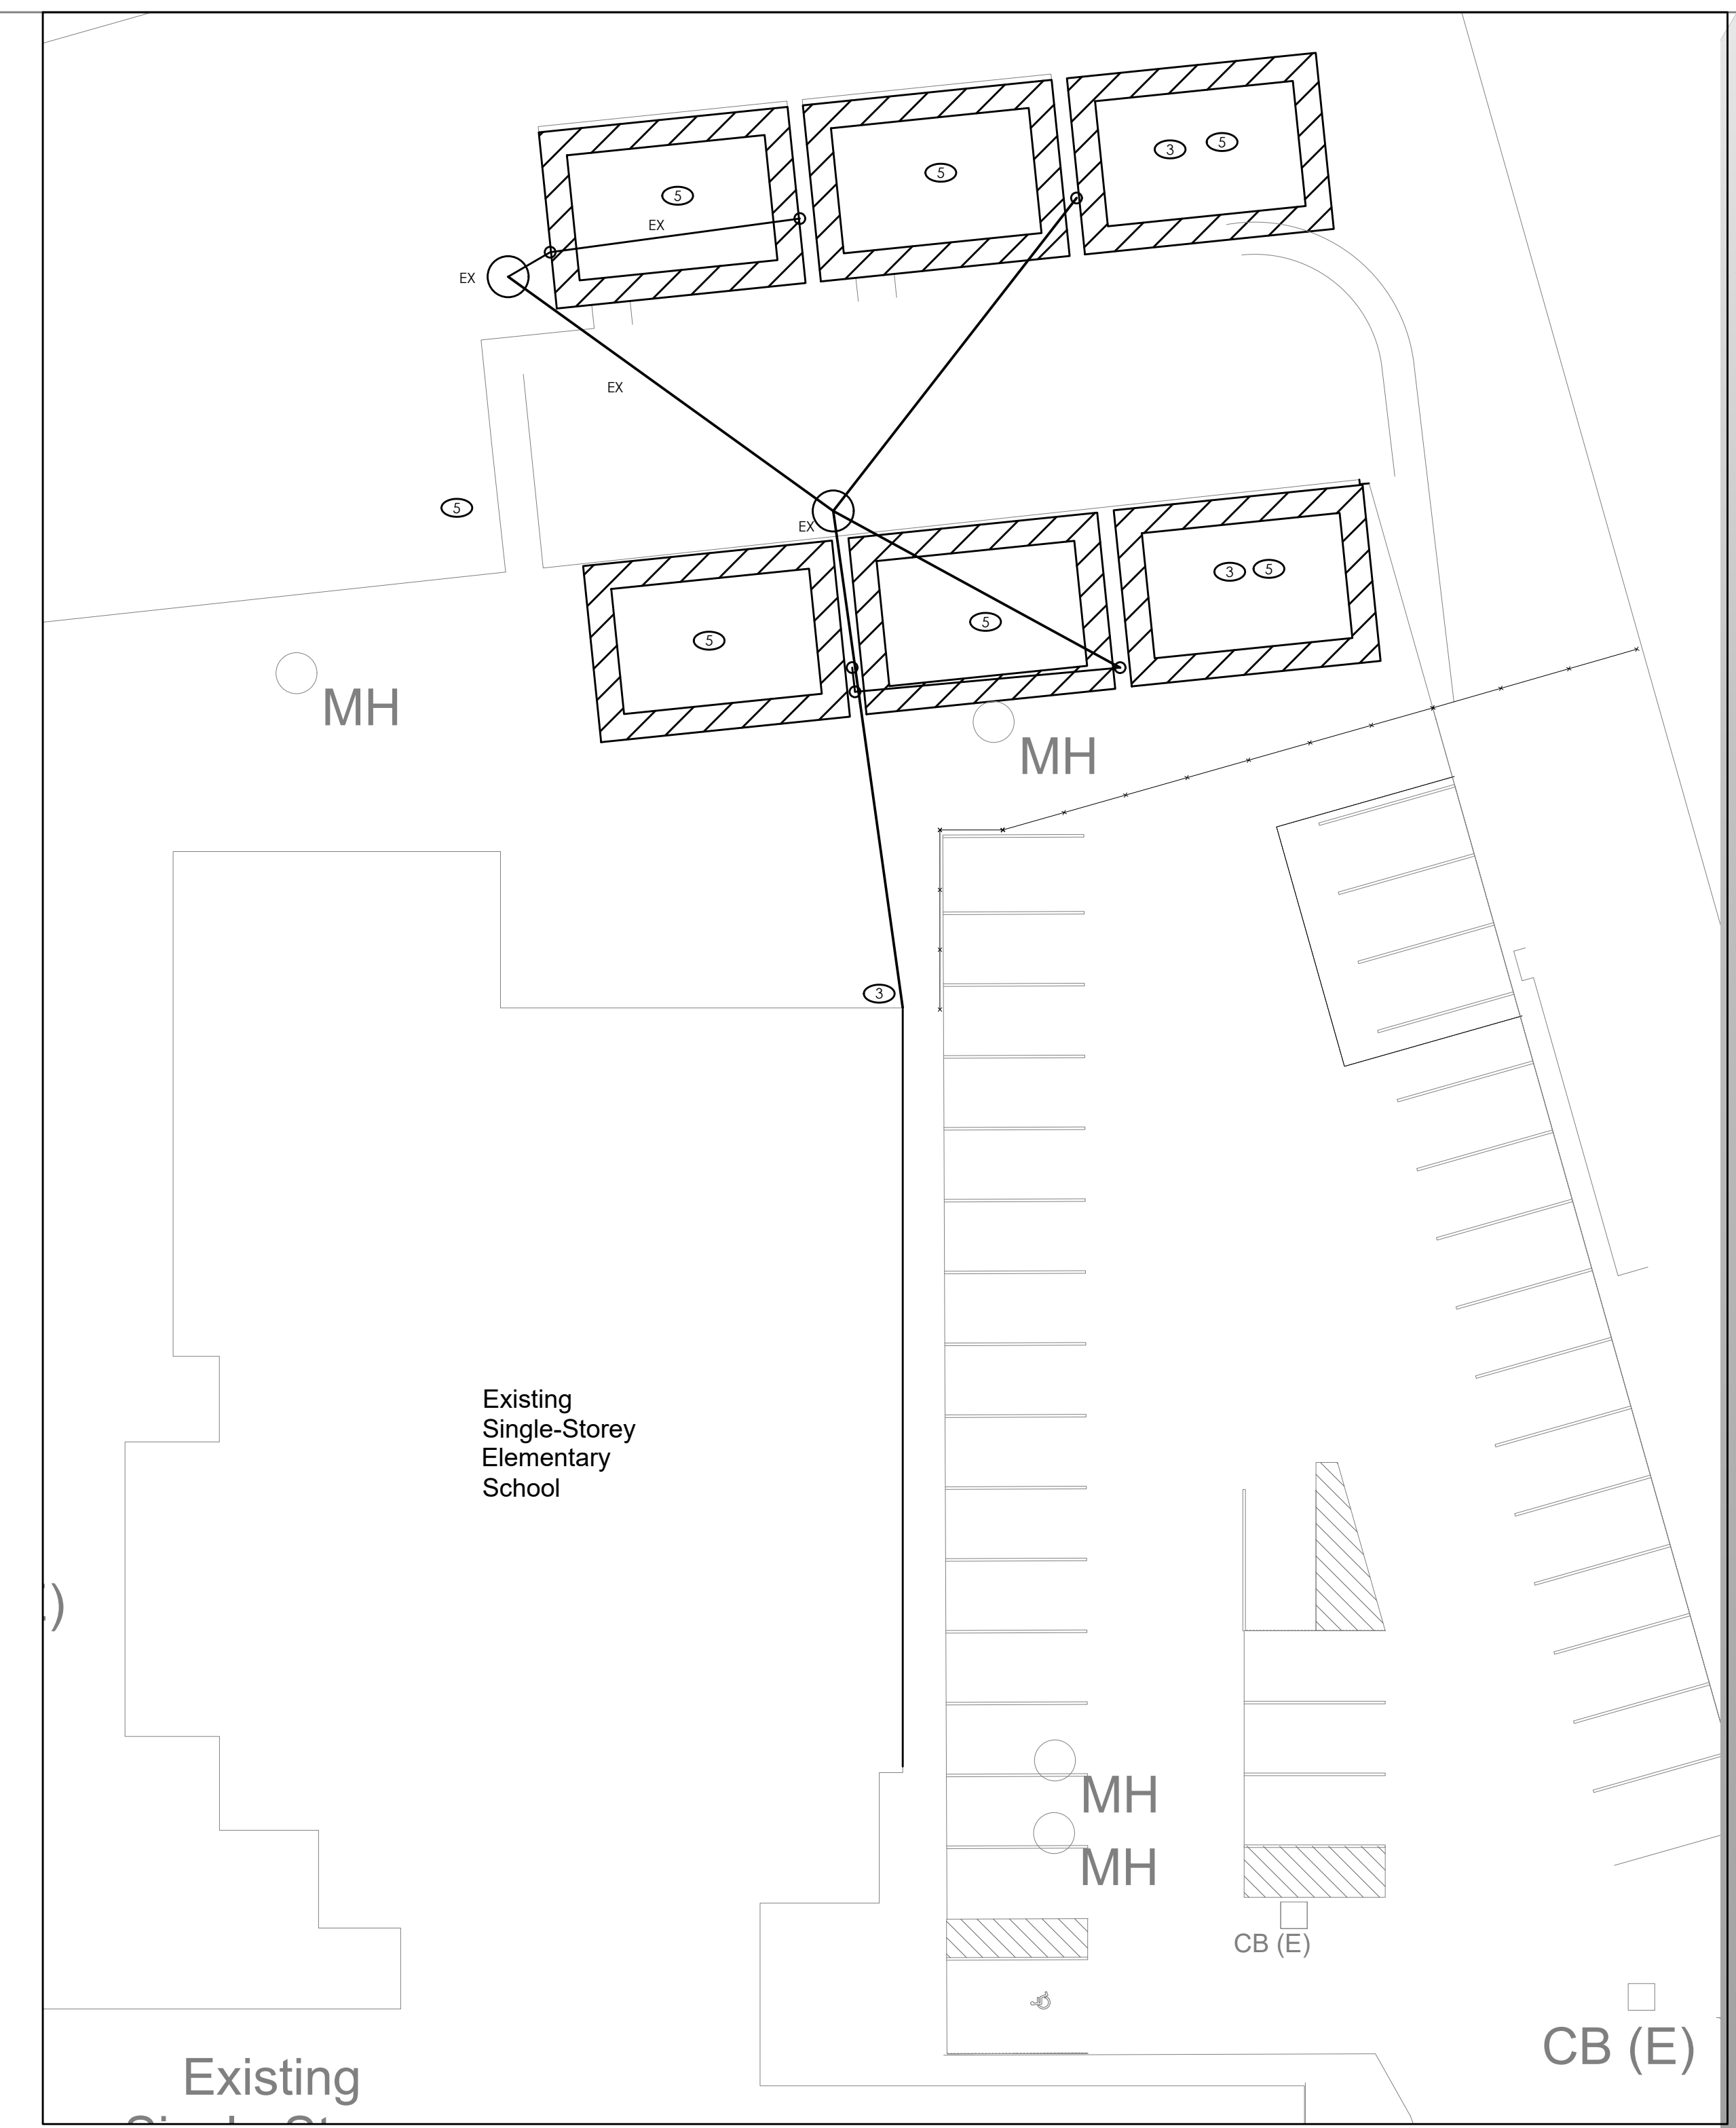 3
5
5
5
EX
EX
EX
5
EX
3
5
5
5
MH
MH
3
Existing
Single-Storey
Elementary
School
MH
MH
CB (E)
CB (E)
Existing